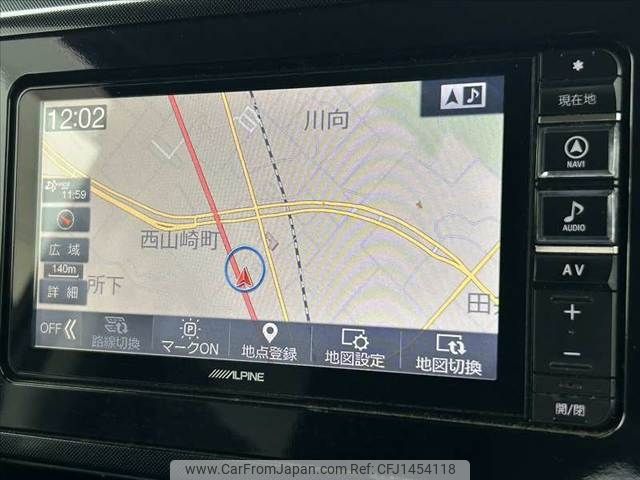 12:02
川向
11:59
広域
140m
詳細
西山崎町
所下
田
OFF
路線切換
マークON
地点登録
地図設定
地図切換
ALPINE
現在地
NAVI
AUDIO
AV
+
−
開/閉
www.CarFromJapan.com - CFJ1454118